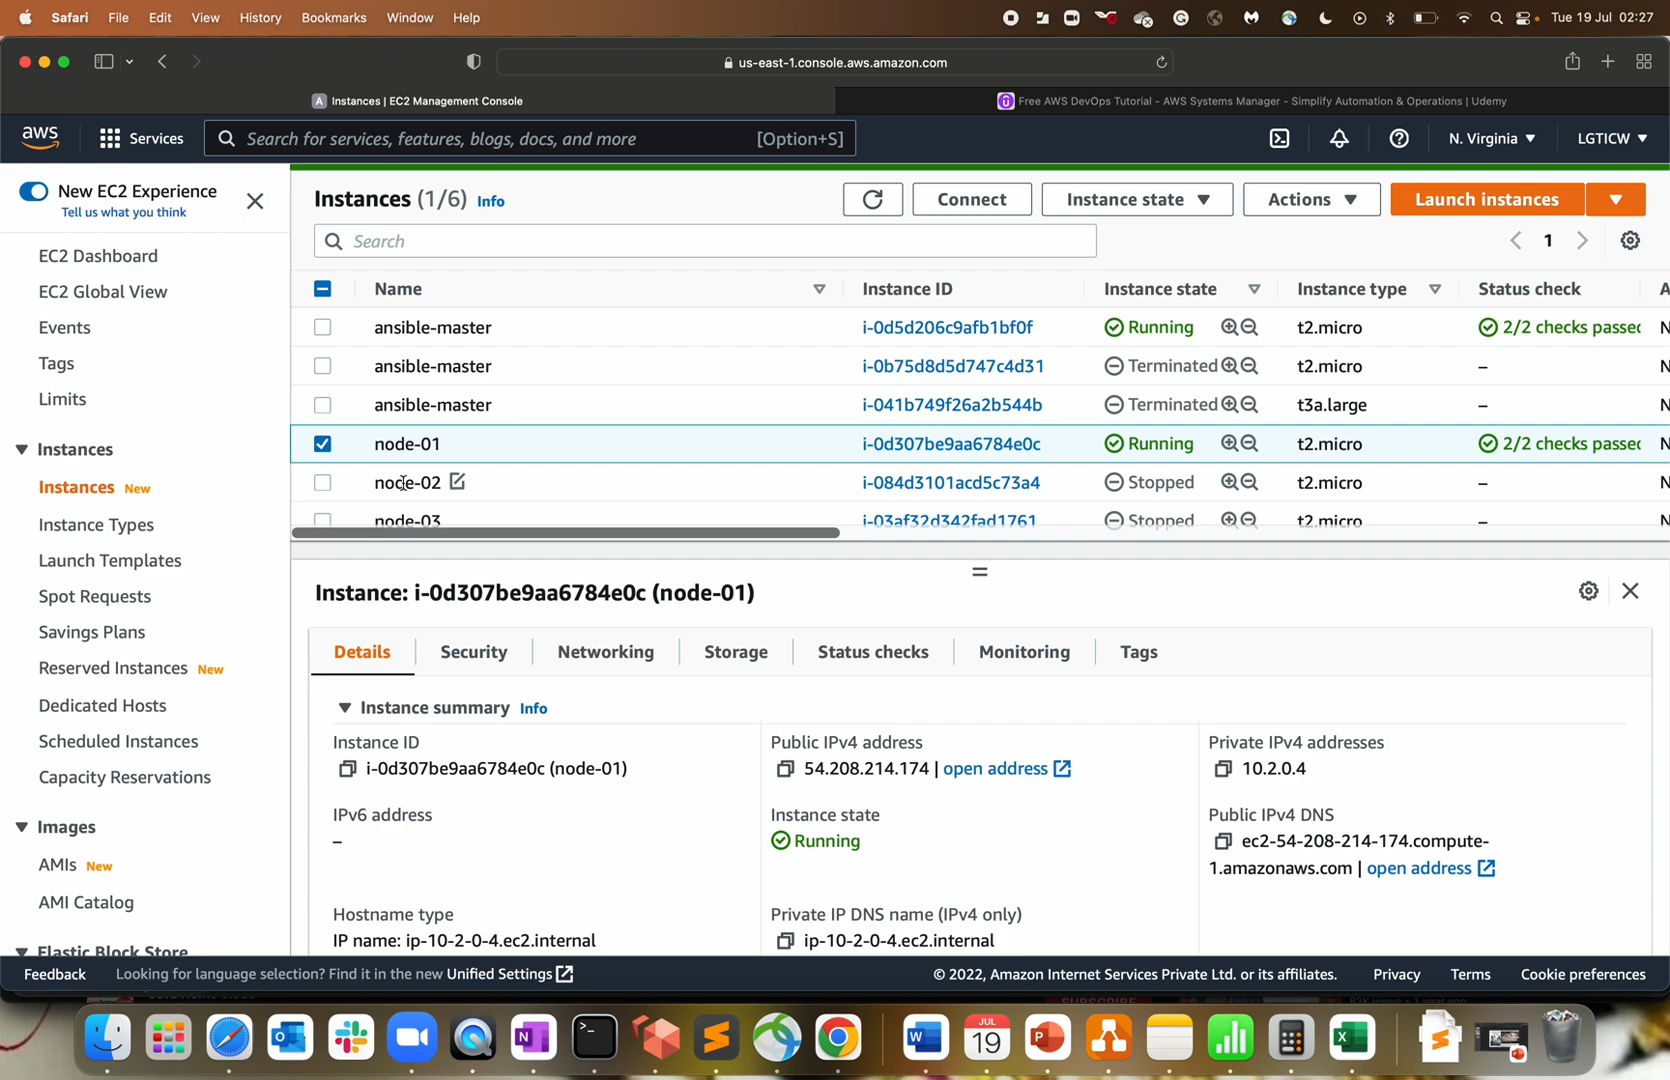 Safari File Edit View History Bookmarks Window Help Tue 19 Jul 02:27
us-east-1.console.aws.amazon.com
Instances | EC2 Management Console
Free AWS DevOps Tutorial - AWS Systems Manager - Simplify Automation & Operations | Udemy
aws Services Search for services, features, blogs, docs, and more [Option+S] N. Virginia LGTICW
New EC2 Experience
Tell us what you think
EC2 Dashboard
EC2 Global View
Events
Tags
Limits
Instances
Instances New
Instance Types
Launch Templates
Spot Requests
Savings Plans
Reserved Instances New
Dedicated Hosts
Scheduled Instances
Capacity Reservations
Images
AMIs New
AMI Catalog
Elastic Block Store
Instances (1/6) Info Connect Instance state Actions Launch instances
Search 1
Name Instance ID Instance state Instance type Status check A
ansible-master i-0d5d206c9afb1bf0f Running t2.micro 2/2 checks passed N
ansible-master i-0b75d8d5d747c4d31 Terminated t2.micro – N
ansible-master i-041b749f26a2b544b Terminated t3a.large – N
node-01 i-0d307be9aa6784e0c Running t2.micro 2/2 checks passed N
node-02 i-084d3101acd5c73a4 Stopped t2.micro – N
node-03 i-03af32d342fad1761 Stopped t2.micro – N
Instance: i-0d307be9aa6784e0c (node-01)
Details Security Networking Storage Status checks Monitoring Tags
Instance summary Info
Instance ID
i-0d307be9aa6784e0c (node-01)
Public IPv4 address
54.208.214.174 | open address
Private IPv4 addresses
10.2.0.4
IPv6 address
–
Instance state
Running
Public IPv4 DNS
ec2-54-208-214-174.compute-
1.amazonaws.com | open address
Hostname type
IP name: ip-10-2-0-4.ec2.internal
Private IP DNS name (IPv4 only)
ip-10-2-0-4.ec2.internal
Feedback Looking for language selection? Find it in the new Unified Settings © 2022, Amazon Internet Services Private Ltd. or its affiliates. Privacy Terms Cookie preferences
JUL
19